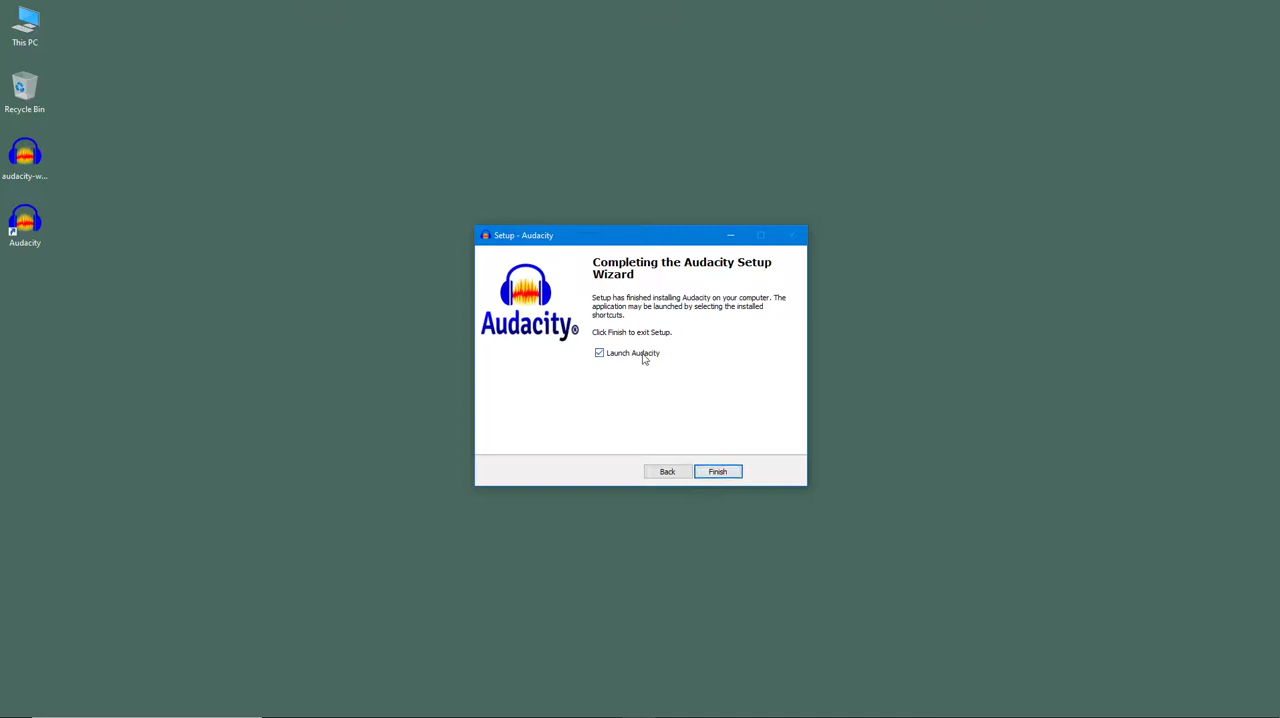 This PC
Recycle Bin
audacity-w...
Audacity
Setup - Audacity
Audacity®
Completing the Audacity Setup
Wizard
Setup has finished installing Audacity on your computer. The
application may be launched by selecting the installed
shortcuts.
Click Finish to exit Setup.
Launch Audacity
Back
Finish